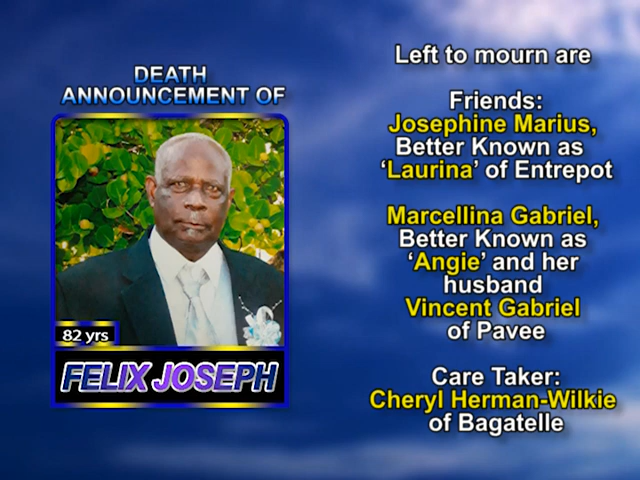 DEATH
ANNOUNCEMENT OF
82 yrs
FELIX JOSEPH
Left to mourn are
Friends:
Josephine Marius,
Better Known as
‘Laurina’ of Entrepot
Marcellina Gabriel,
Better Known as
‘Angie’ and her
husband
Vincent Gabriel
of Pavee
Care Taker:
Cheryl Herman-Wilkie
of Bagatelle